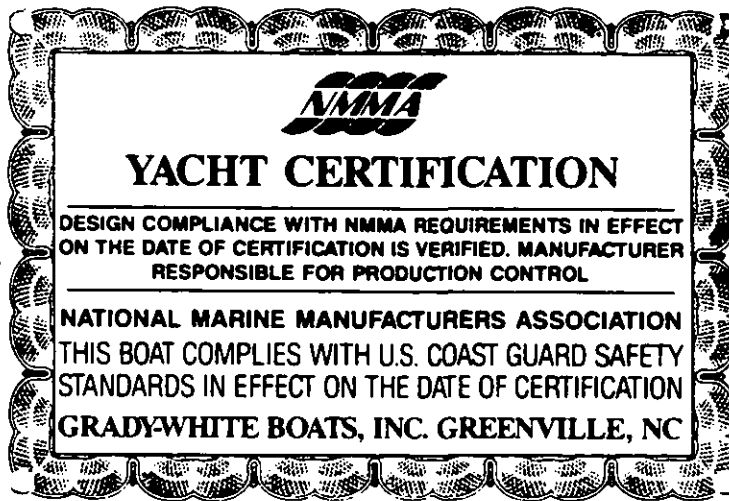 NMMA
YACHT CERTIFICATION
DESIGN COMPLIANCE WITH NMMA REQUIREMENTS IN EFFECT
ON THE DATE OF CERTIFICATION IS VERIFIED. MANUFACTURER
RESPONSIBLE FOR PRODUCTION CONTROL
NATIONAL MARINE MANUFACTURERS ASSOCIATION
THIS BOAT COMPLIES WITH U.S. COAST GUARD SAFETY
STANDARDS IN EFFECT ON THE DATE OF CERTIFICATION
GRADY-WHITE BOATS, INC. GREENVILLE, NC